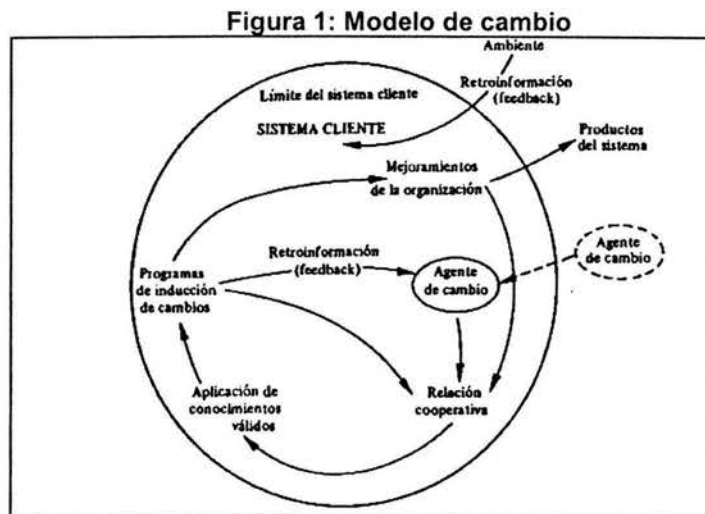 Figura 1: Modelo de cambio
Ambiente
Retroinformación
(feedback)
Límite del sistema cliente
SISTEMA CLIENTE
Productos
del sistema
Mejoramientos
de la organización
Retroinformación
(feedback)
Agente
de cambio
Agente
de cambio
Programas
de inducción
de cambios
Aplicación de
conocimientos
válidos
Relación
cooperativa